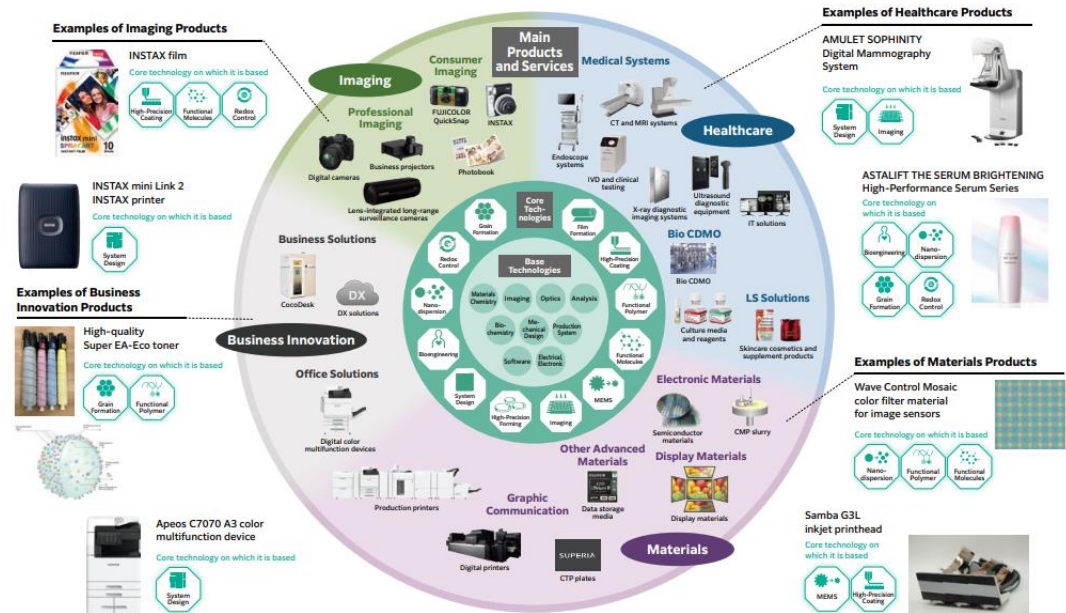 Examples of Imaging Products
INSTAX film
Core technology on which it is based
High-Precision
Coating
Functional
Molecules
Redox
Control
instax mini
10
INSTAX mini Link 2
INSTAX printer
Core technology on which it is based
System
Design
Examples of Business
Innovation Products
High-quality
Super EA-Eco toner
Core technology on which it is based
Grain
Formation
Functional
Polymer
Apeos C7070 A3 color
multifunction device
Core technology on which it is based
System
Design
Main
Products
and Services
Imaging
Consumer
Imaging
FUJICOLOR
QuickSnap
INSTAX
Professional
Imaging
Digital cameras
Business projectors
Photobook
Lens-integrated long-range
surveillance cameras
Medical Systems
CT and MRI systems
Healthcare
Endoscope
systems
IVD and clinical
testing
X-ray diagnostic
imaging systems
Ultrasound
diagnostic
equipment
IT solutions
Bio CDMO
Bio CDMO
LS Solutions
Culture media
and reagents
Skincare cosmetics and
supplement products
Business Solutions
CocoDesk
DX
DX solutions
Business Innovation
Office Solutions
Digital color
multifunction devices
Production printers
Graphic
Communication
Digital printers
SUPERIA
CTP plates
Materials
Electronic Materials
Semiconductor
materials
CMP slurry
Other Advanced
Materials
Data storage
media
Display Materials
Display materials
Core
Tech-
nologies
Grain
Formation
Film
Formation
Redox
Control
High-Precision
Coating
Nano-
dispersion
Functional
Polymer
Bioengineering
Functional
Molecules
System
Design
MEMS
High-Precision
Forming
Imaging
Base
Technologies
Materials
Chemistry
Imaging
Optics
Analysis
Bio-
chemistry
Me-
chanical
Design
Production
System
Software
Electrical,
Electronic
Examples of Healthcare Products
AMULET SOPHINITY
Digital Mammography
System
Core technology on which it is based
System
Design
Imaging
ASTALIFT THE SERUM BRIGHTENING
High-Performance Serum Series
Core technology on
which it is based
Bioengineering
Nano-
dispersion
Grain
Formation
Redox
Control
Examples of Materials Products
Wave Control Mosaic
color filter material
for image sensors
Core technology on which it is based
Nano-
dispersion
Functional
Polymer
Functional
Molecules
Samba G3L
inkjet printhead
Core technology on
which it is based
MEMS
High-Precision
Coating